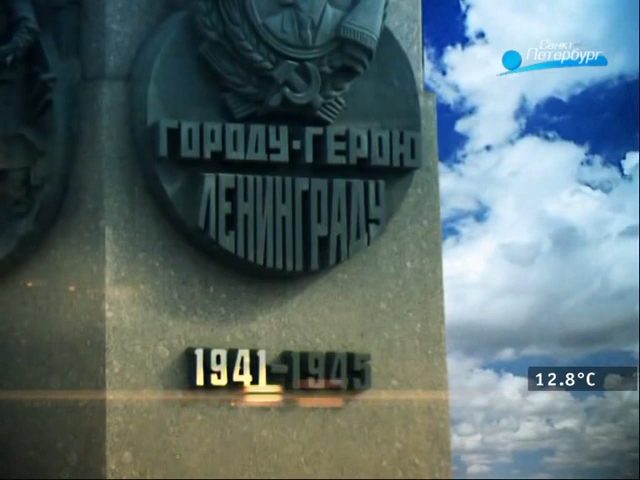 Санкт
Петербург
ГОРОДУ-ГЕРОЮ
ЛЕНИНГРАДУ
1941-1945
12.8°C